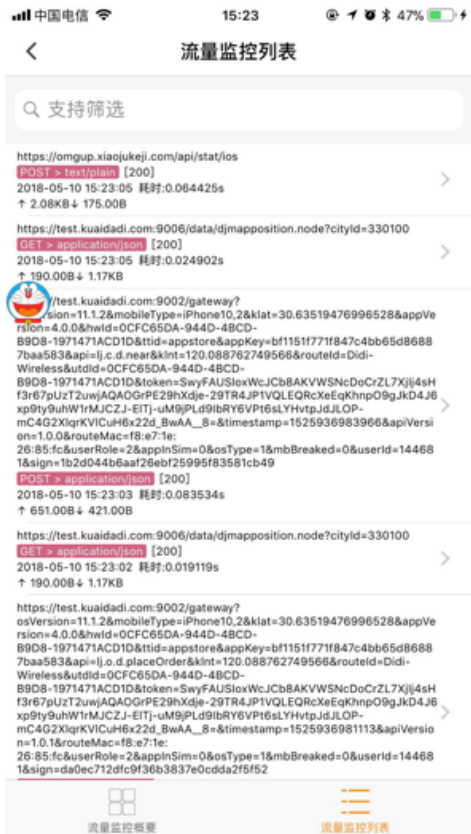 中国电信 15:23 47%
流量监控列表
支持筛选
https://omgup.xiaojukeji.com/api/stat/ios
POST > text/plain [200]
2018-05-10 15:23:05 耗时:0.064425s
↑ 2.08KB↓ 175.00B
https://test.kuaidadi.com:9006/data/djmapposition.node?cityId=330100
GET > application/json [200]
2018-05-10 15:23:05 耗时:0.024902s
↑ 190.00B↓ 1.17KB
/test.kuaidadi.com:9002/gateway?
ersion=11.1.2&mobileType=iPhone10,2&klat=30.63519476996528&appVe
rsion=4.0.0&hwId=0CFC65DA-944D-4BCD-
B9D8-1971471ACD1D&ttid=appstore&appKey=bf1151f771f847c4bb65d8688
7baa583&api=lj.c.d.near&klnt=120.088762749566&routeId=Didi-
Wireless&utdId=0CFC65DA-944D-4BCD-
B9D8-1971471ACD1D&token=SwyFAUSIoxWcJCb8AKVWSNcDoCrZL7XjIj4sH
f3r67pUzT2uwjAQAOGrPE29hXdje-29TR4JP1VQLEQRcXeEqKhnpO9gJkD4J6
xp9ty9uhW1rMJCZJ-ElTj-uM9jPLd9IbRY6VPt6sLYHvtpJdJLOP-
mC4G2XlqrKVICuH6x22d_BwAA__8=&timestamp=1525936983966&apiVersi
on=1.0.0&routeMac=f8:e7:1e:
26:85:fc&userRole=2&appInSim=0&osType=1&mbBreaked=0&userId=14468
1&sign=1b2d044b6aaf26ebf25995f83581cb49
POST > application/json [200]
2018-05-10 15:23:03 耗时:0.083534s
↑ 651.00B↓ 421.00B
https://test.kuaidadi.com:9006/data/djmapposition.node?cityId=330100
GET > application/json [200]
2018-05-10 15:23:02 耗时:0.019119s
↑ 190.00B↓ 1.17KB
https://test.kuaidadi.com:9002/gateway?
osVersion=11.1.2&mobileType=iPhone10,2&klat=30.63519476996528&appVe
rsion=4.0.0&hwId=0CFC65DA-944D-4BCD-
B9D8-1971471ACD1D&ttid=appstore&appKey=bf1151f771f847c4bb65d8688
7baa583&api=lj.o.d.placeOrder&klnt=120.088762749566&routeId=Didi-
Wireless&utdId=0CFC65DA-944D-4BCD-
B9D8-1971471ACD1D&token=SwyFAUSIoxWcJCb8AKVWSNcDoCrZL7XjIj4sH
f3r67pUzT2uwjAQAOGrPE29hXdje-29TR4JP1VQLEQRcXeEqKhnpO9gJkD4J6
xp9ty9uhW1rMJCZJ-ElTj-uM9jPLd9IbRY6VPt6sLYHvtpJdJLOP-
mC4G2XlqrKVICuH6x22d_BwAA__8=&timestamp=1525936981113&apiVersio
n=1.0.1&routeMac=f8:e7:1e:
26:85:fc&userRole=2&appInSim=0&osType=1&mbBreaked=0&userId=14468
1&sign=da0ec712dfc9f36b3837e0cdda2f5f52
流量监控概要 流量监控列表